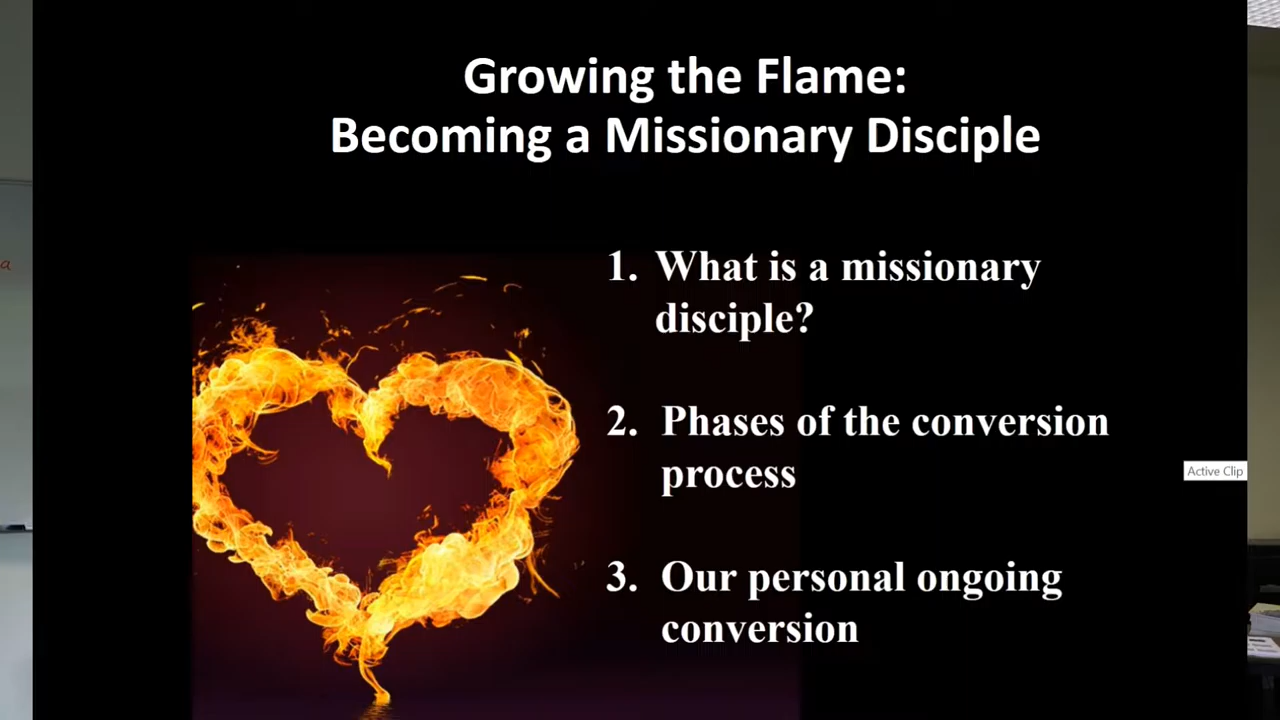 Growing the Flame:
Becoming a Missionary Disciple
1. What is a missionary
disciple?
2. Phases of the conversion
process
Active Clip
3. Our personal ongoing
conversion
a